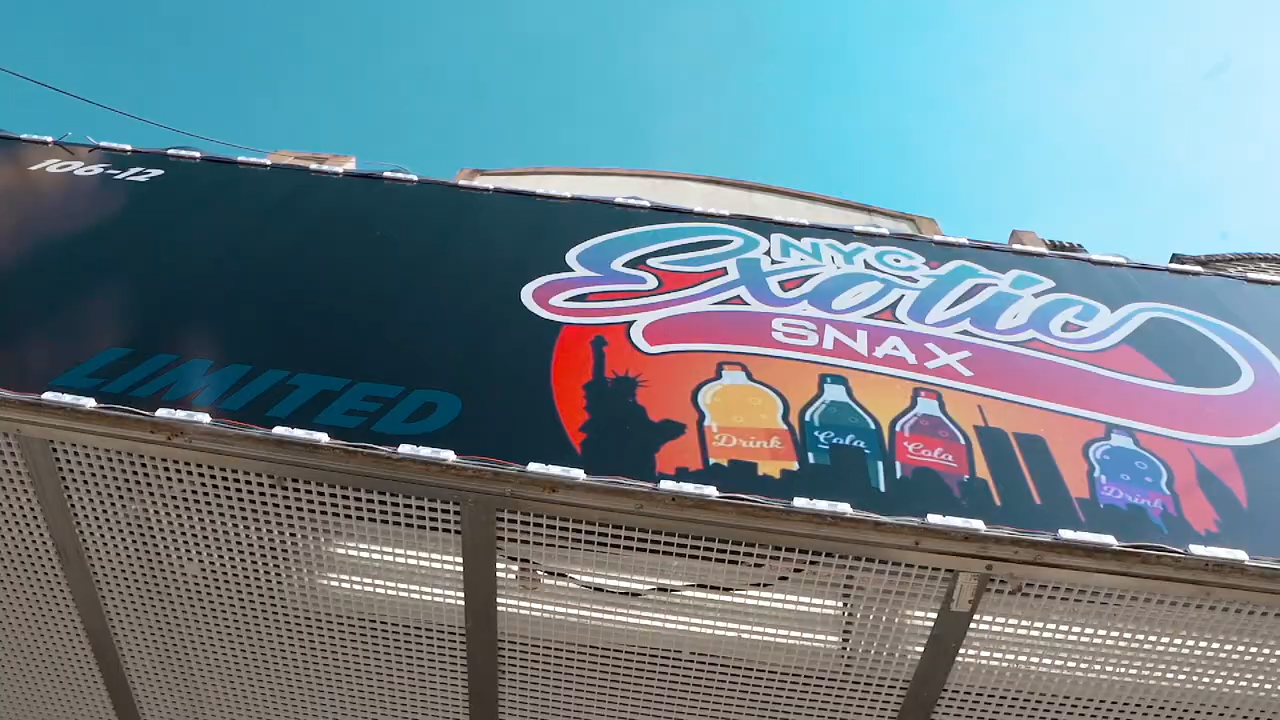 106-12
LIMITED
NYC
Exotic
SNAX
Drink
Cola
Cola
Drink